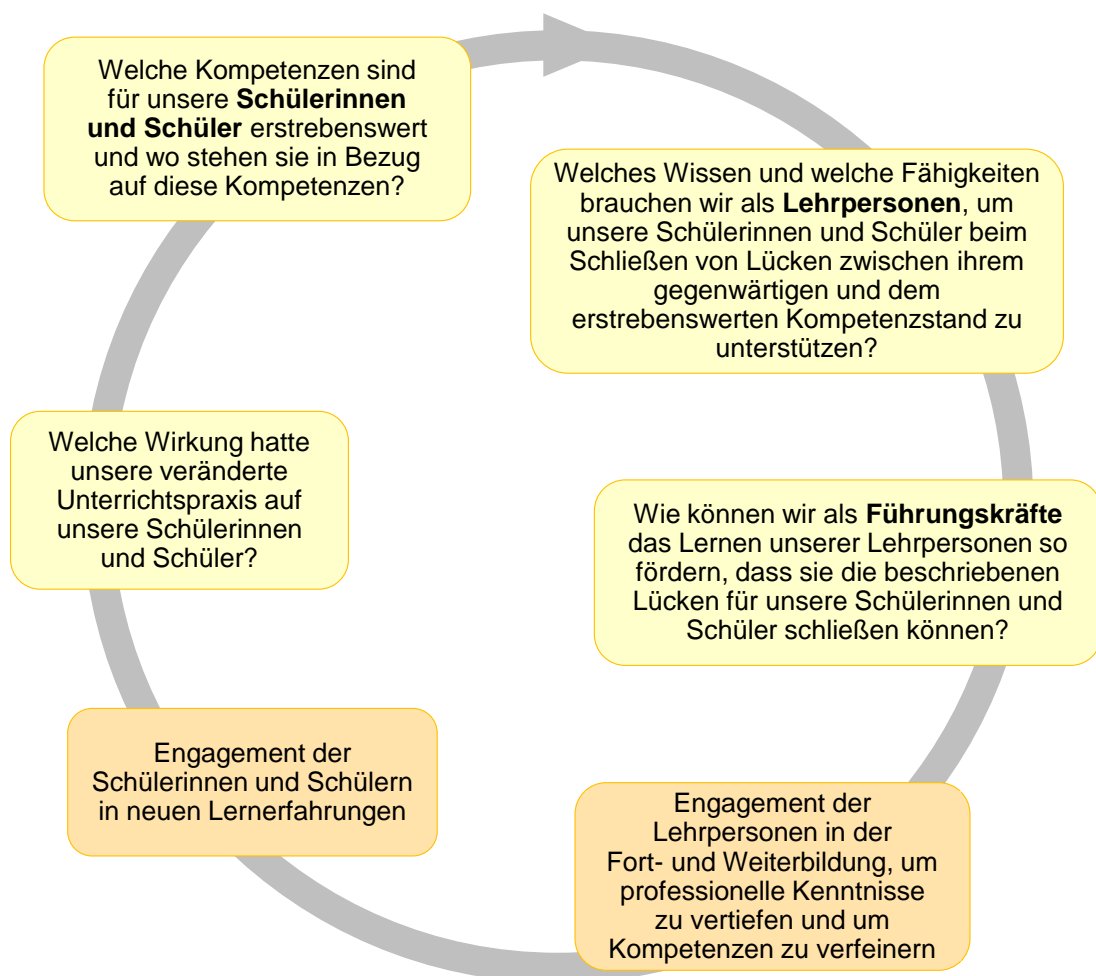 Welche Kompetenzen sind
für unsere Schülerinnen
und Schüler erstrebenswert
und wo stehen sie in Bezug
auf diese Kompetenzen?
Welches Wissen und welche Fähigkeiten
brauchen wir als Lehrpersonen, um
unsere Schülerinnen und Schüler beim
Schließen von Lücken zwischen ihrem
gegenwärtigen und dem
erstrebenswerten Kompetenzstand zu
unterstützen?
Wie können wir als Führungskräfte
das Lernen unserer Lehrpersonen so
fördern, dass sie die beschriebenen
Lücken für unsere Schülerinnen und
Schüler schließen können?
Engagement der
Lehrpersonen in der
Fort- und Weiterbildung, um
professionelle Kenntnisse
zu vertiefen und um
Kompetenzen zu verfeinern
Engagement der
Schülerinnen und Schülern
in neuen Lernerfahrungen
Welche Wirkung hatte
unsere veränderte
Unterrichtspraxis auf
unsere Schülerinnen
und Schüler?